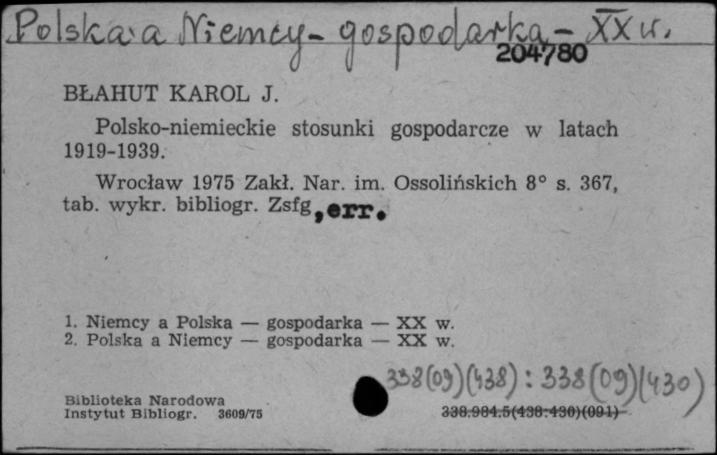 Polska a Niemcy - gospodarka - XX w.
204780
BŁAHUT KAROL J.
Polsko-niemieckie stosunki gospodarcze w latach
1919-1939.
Wrocław 1975 Zakł. Nar. im. Ossolińskich 8° s. 367,
tab. wykr. bibliogr. Zsfg, err.
1. Niemcy a Polska — gospodarka — XX w.
2. Polska a Niemcy — gospodarka — XX w.
338(09)(438) : 338(09)(430)
Biblioteka Narodowa
Instytut Bibliogr. 3609/75
338.984.5(438:430)(091)